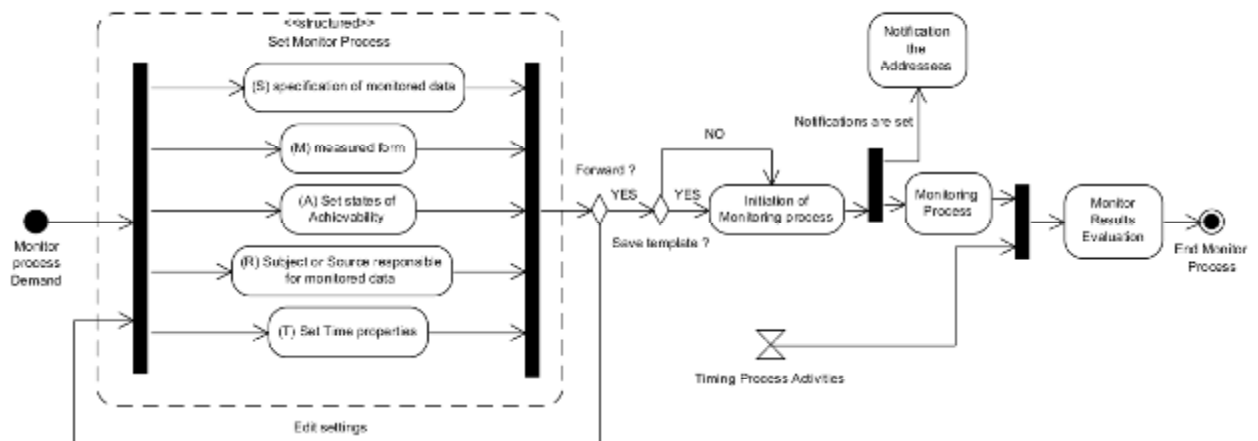 <<structured>>
Set Monitor Process
(S) specification of monitored data
(M) measured form
(A) Set states of
Achievability
(R) Subject or Source responsible
for monitored data
(T) Set Time properties
Monitor
process
Demand
Edit settings
Forward ?
YES
Save template ?
NO
YES
Initiation of
Monitoring process
Notifications are set
Notification
the
Addressees
Monitoring
Process
Timing Process Activities
Monitor
Results
Evaluation
End Monitor
Process